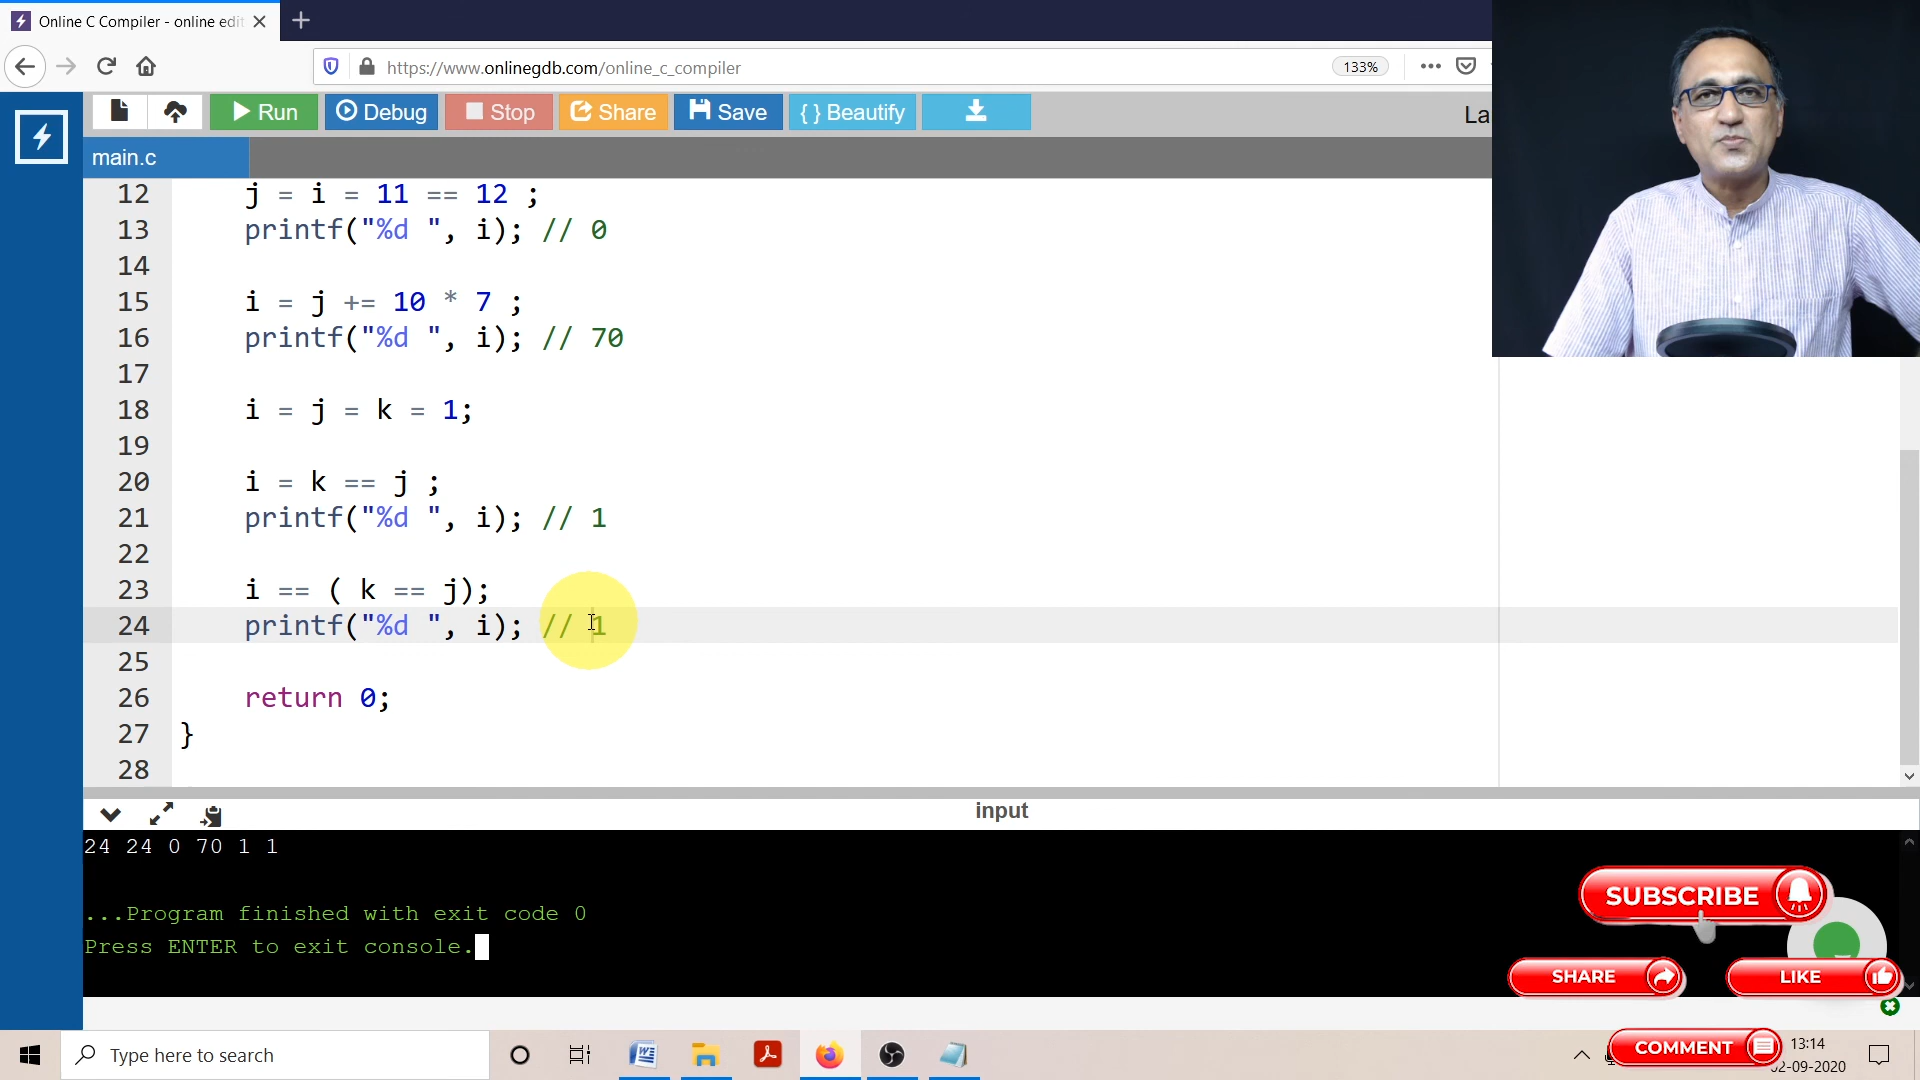 Online C Compiler - online edit
https://www.onlinegdb.com/online_c_compiler
133%
Run
Debug
Stop
Share
Save
{ } Beautify
La
main.c
12 j = i = 11 == 12 ;
13 printf("%d ", i); // 0
14
15 i = j += 10 * 7 ;
16 printf("%d ", i); // 70
17
18 i = j = k = 1;
19
20 i = k == j ;
21 printf("%d ", i); // 1
22
23 i == ( k == j);
24 printf("%d ", i); // 1
25
26 return 0;
27 }
28
input
24 24 0 70 1 1
...Program finished with exit code 0
Press ENTER to exit console.
SUBSCRIBE
SHARE
LIKE
COMMENT
Type here to search
13:14
02-09-2020